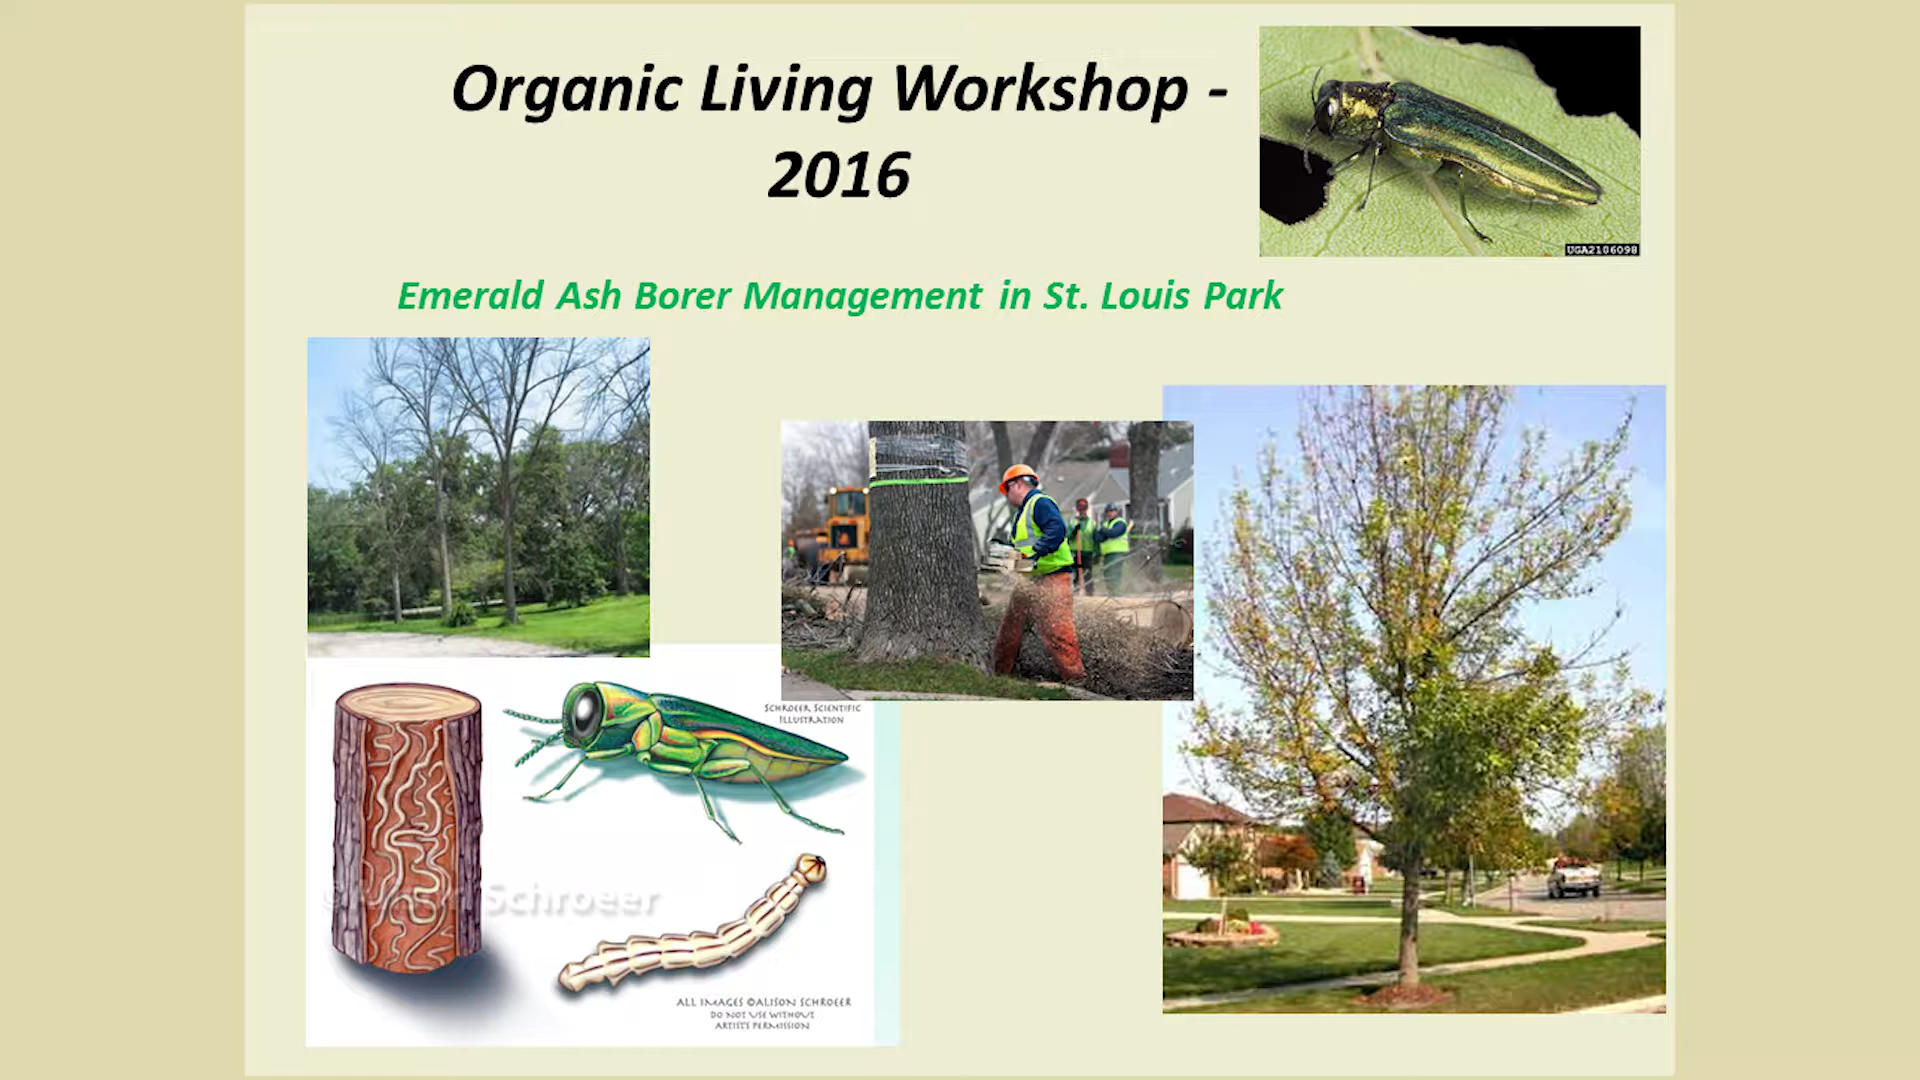 Organic Living Workshop -
2016
UGA2106098
Emerald Ash Borer Management in St. Louis Park
SCHROEER SCIENTIFIC
ILLUSTRATION
Schroeer
ALL IMAGES ©ALISON SCHROEER
DO NOT USE WITHOUT
ARTIST'S PERMISSION